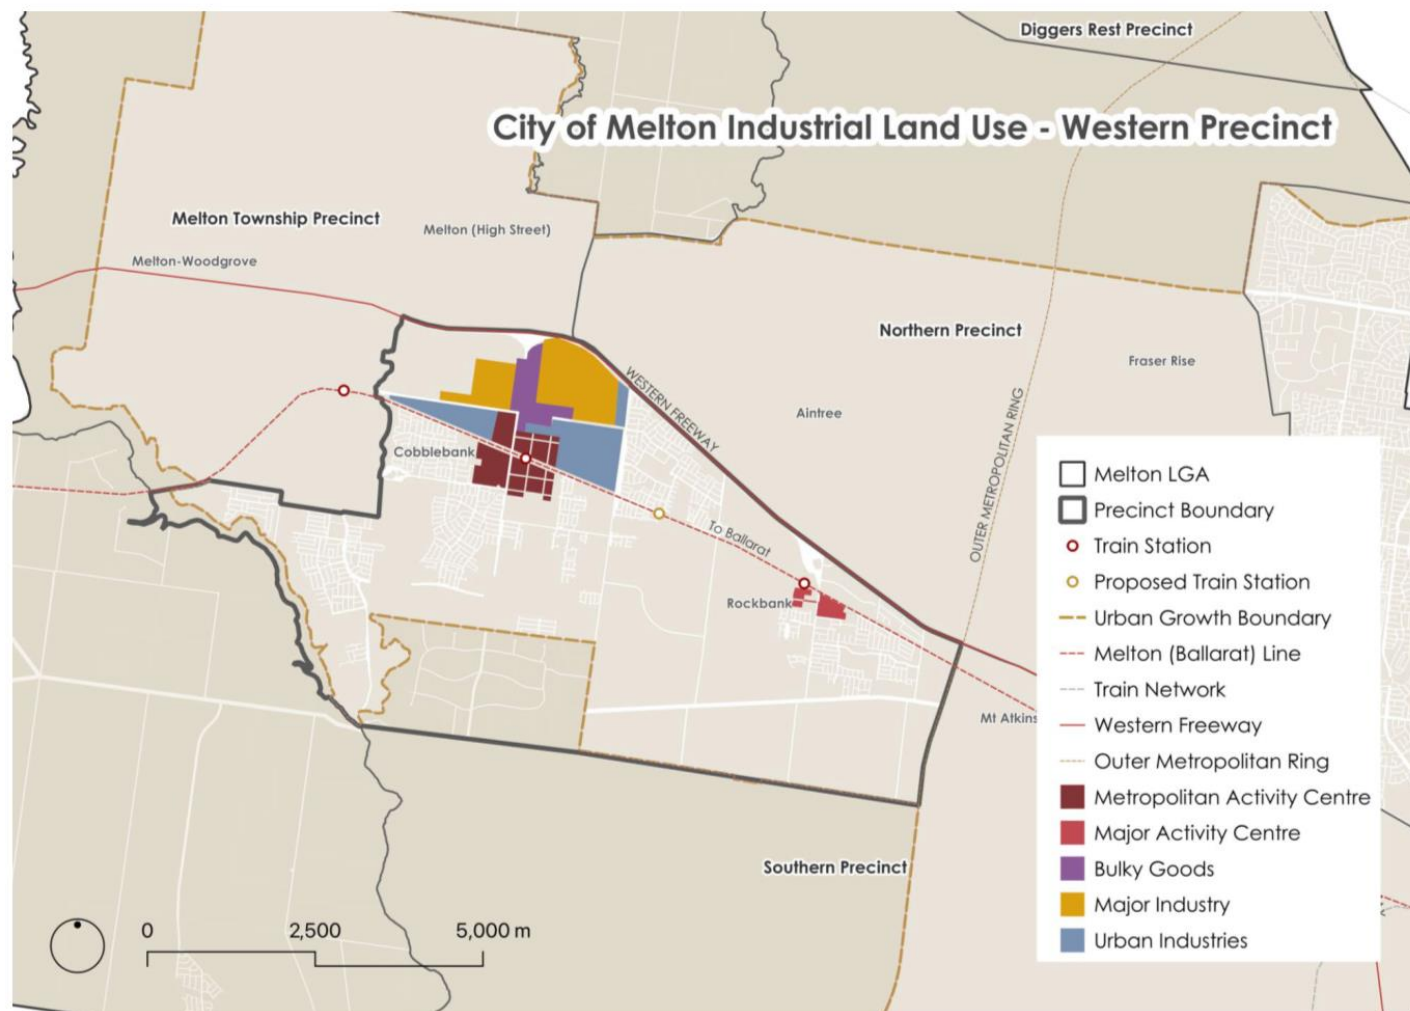 Diggers Rest Precinct
City of Melton Industrial Land Use - Western Precinct
Melton Township Precinct
Melton (High Street)
Melton-Woodgrove
Northern Precinct
Fraser Rise
WESTERN FREEWAY
Aintree
OUTER METROPOLITAN RING
Cobblebank
To Ballarat
Rockbank
Mt Atkins
Southern Precinct
Melton LGA
Precinct Boundary
Train Station
Proposed Train Station
Urban Growth Boundary
Melton (Ballarat) Line
Train Network
Western Freeway
Outer Metropolitan Ring
Metropolitan Activity Centre
Major Activity Centre
Bulky Goods
Major Industry
Urban Industries
0 2,500 5,000 m